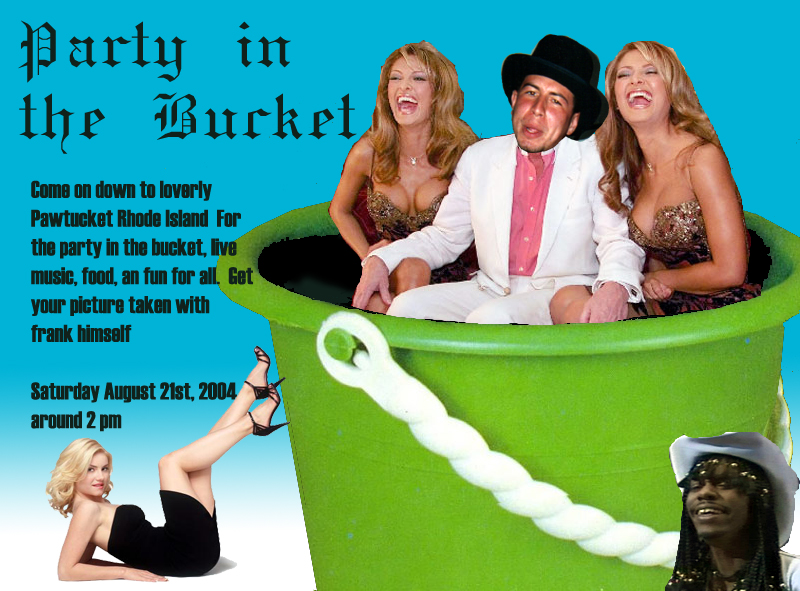 Party in
the Bucket
Come on down to loverly
Pawtucket Rhode Island For
the party in the bucket, live
music, food, an fun for all. Get
your picture taken with
frank himself
Saturday August 21st, 2004
around 2 pm